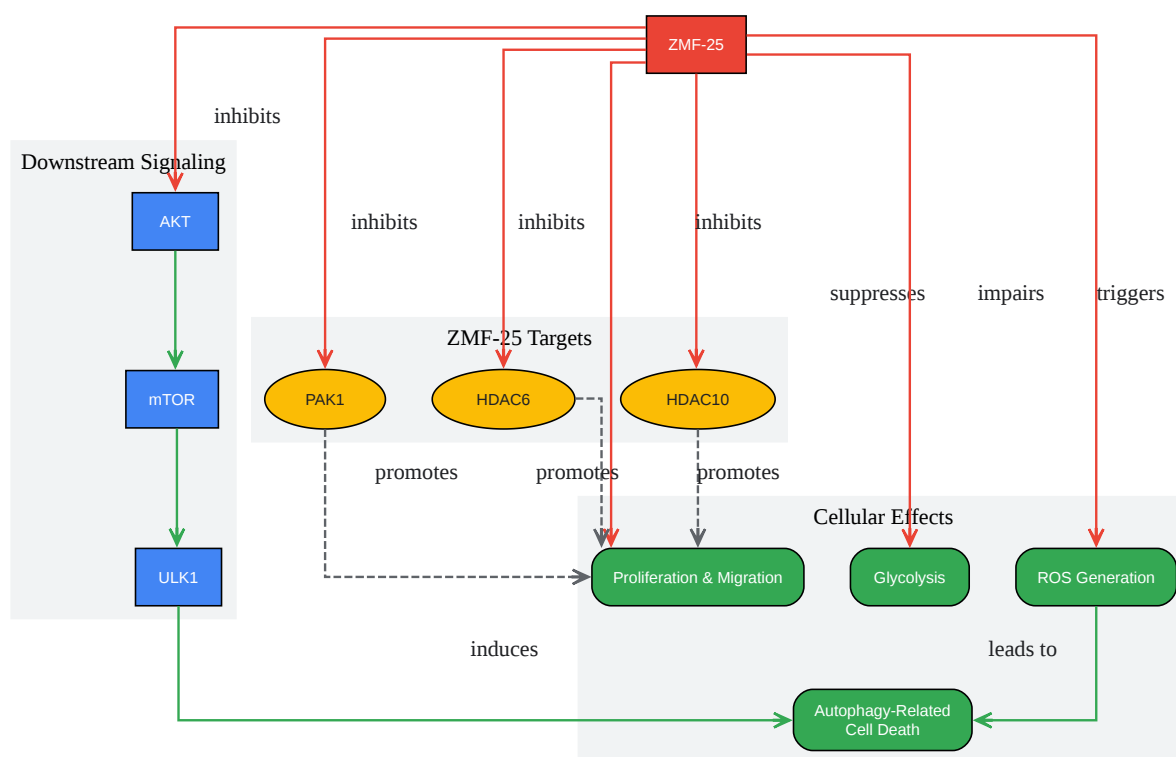 ZMF-25
inhibits
Downstream Signaling
AKT
inhibits
inhibits
inhibits
suppresses
impairs
triggers
ZMF-25 Targets
mTOR
PAK1
HDAC6
HDAC10
promotes
promotes
promotes
Cellular Effects
ULK1
Proliferation & Migration
Glycolysis
ROS Generation
induces
leads to
Autophagy-Related
Cell Death